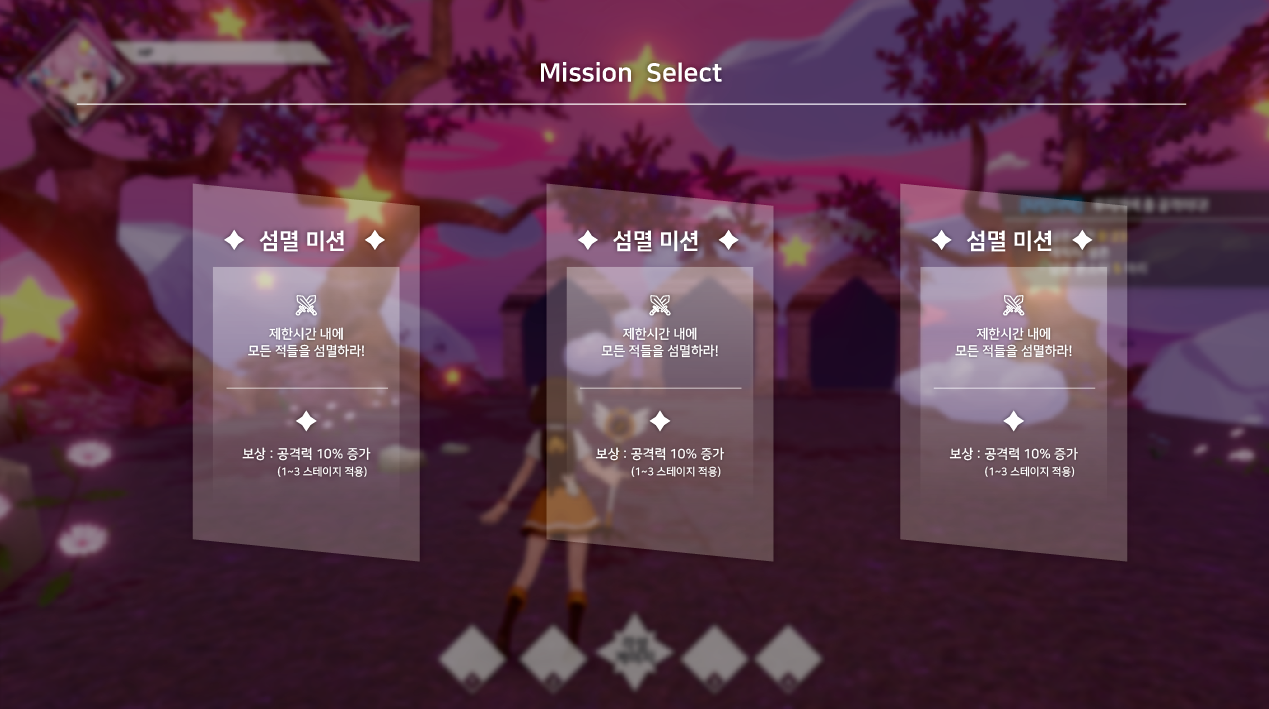 Mission Select
섬멸 미션
제한시간 내에
모든 적들을 섬멸하라!
보상 : 공격력 10% 증가
(1~3 스테이지 적용)
섬멸 미션
제한시간 내에
모든 적들을 섬멸하라!
보상 : 공격력 10% 증가
(1~3 스테이지 적용)
섬멸 미션
제한시간 내에
모든 적들을 섬멸하라!
보상 : 공격력 10% 증가
(1~3 스테이지 적용)